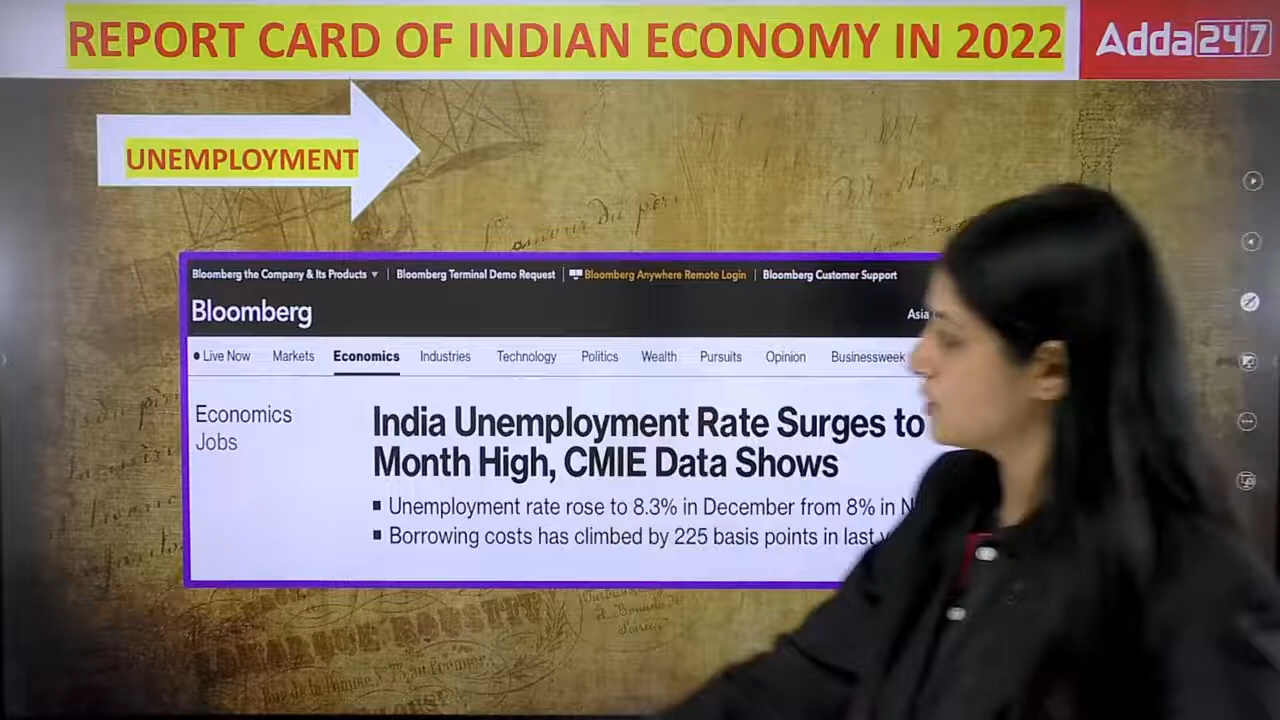 REPORT CARD OF INDIAN ECONOMY IN 2022
Adda247
UNEMPLOYMENT
Bloomberg the Company & Its Products
Bloomberg Terminal Demo Request
Bloomberg Anywhere Remote Login
Bloomberg Customer Support
Bloomberg
Asia
Live Now Markets Economics Industries Technology Politics Wealth Pursuits Opinion Businessweek
Economics
Jobs
India Unemployment Rate Surges to
Month High, CMIE Data Shows
Unemployment rate rose to 8.3% in December from 8% in
Borrowing costs has climbed by 225 basis points in last